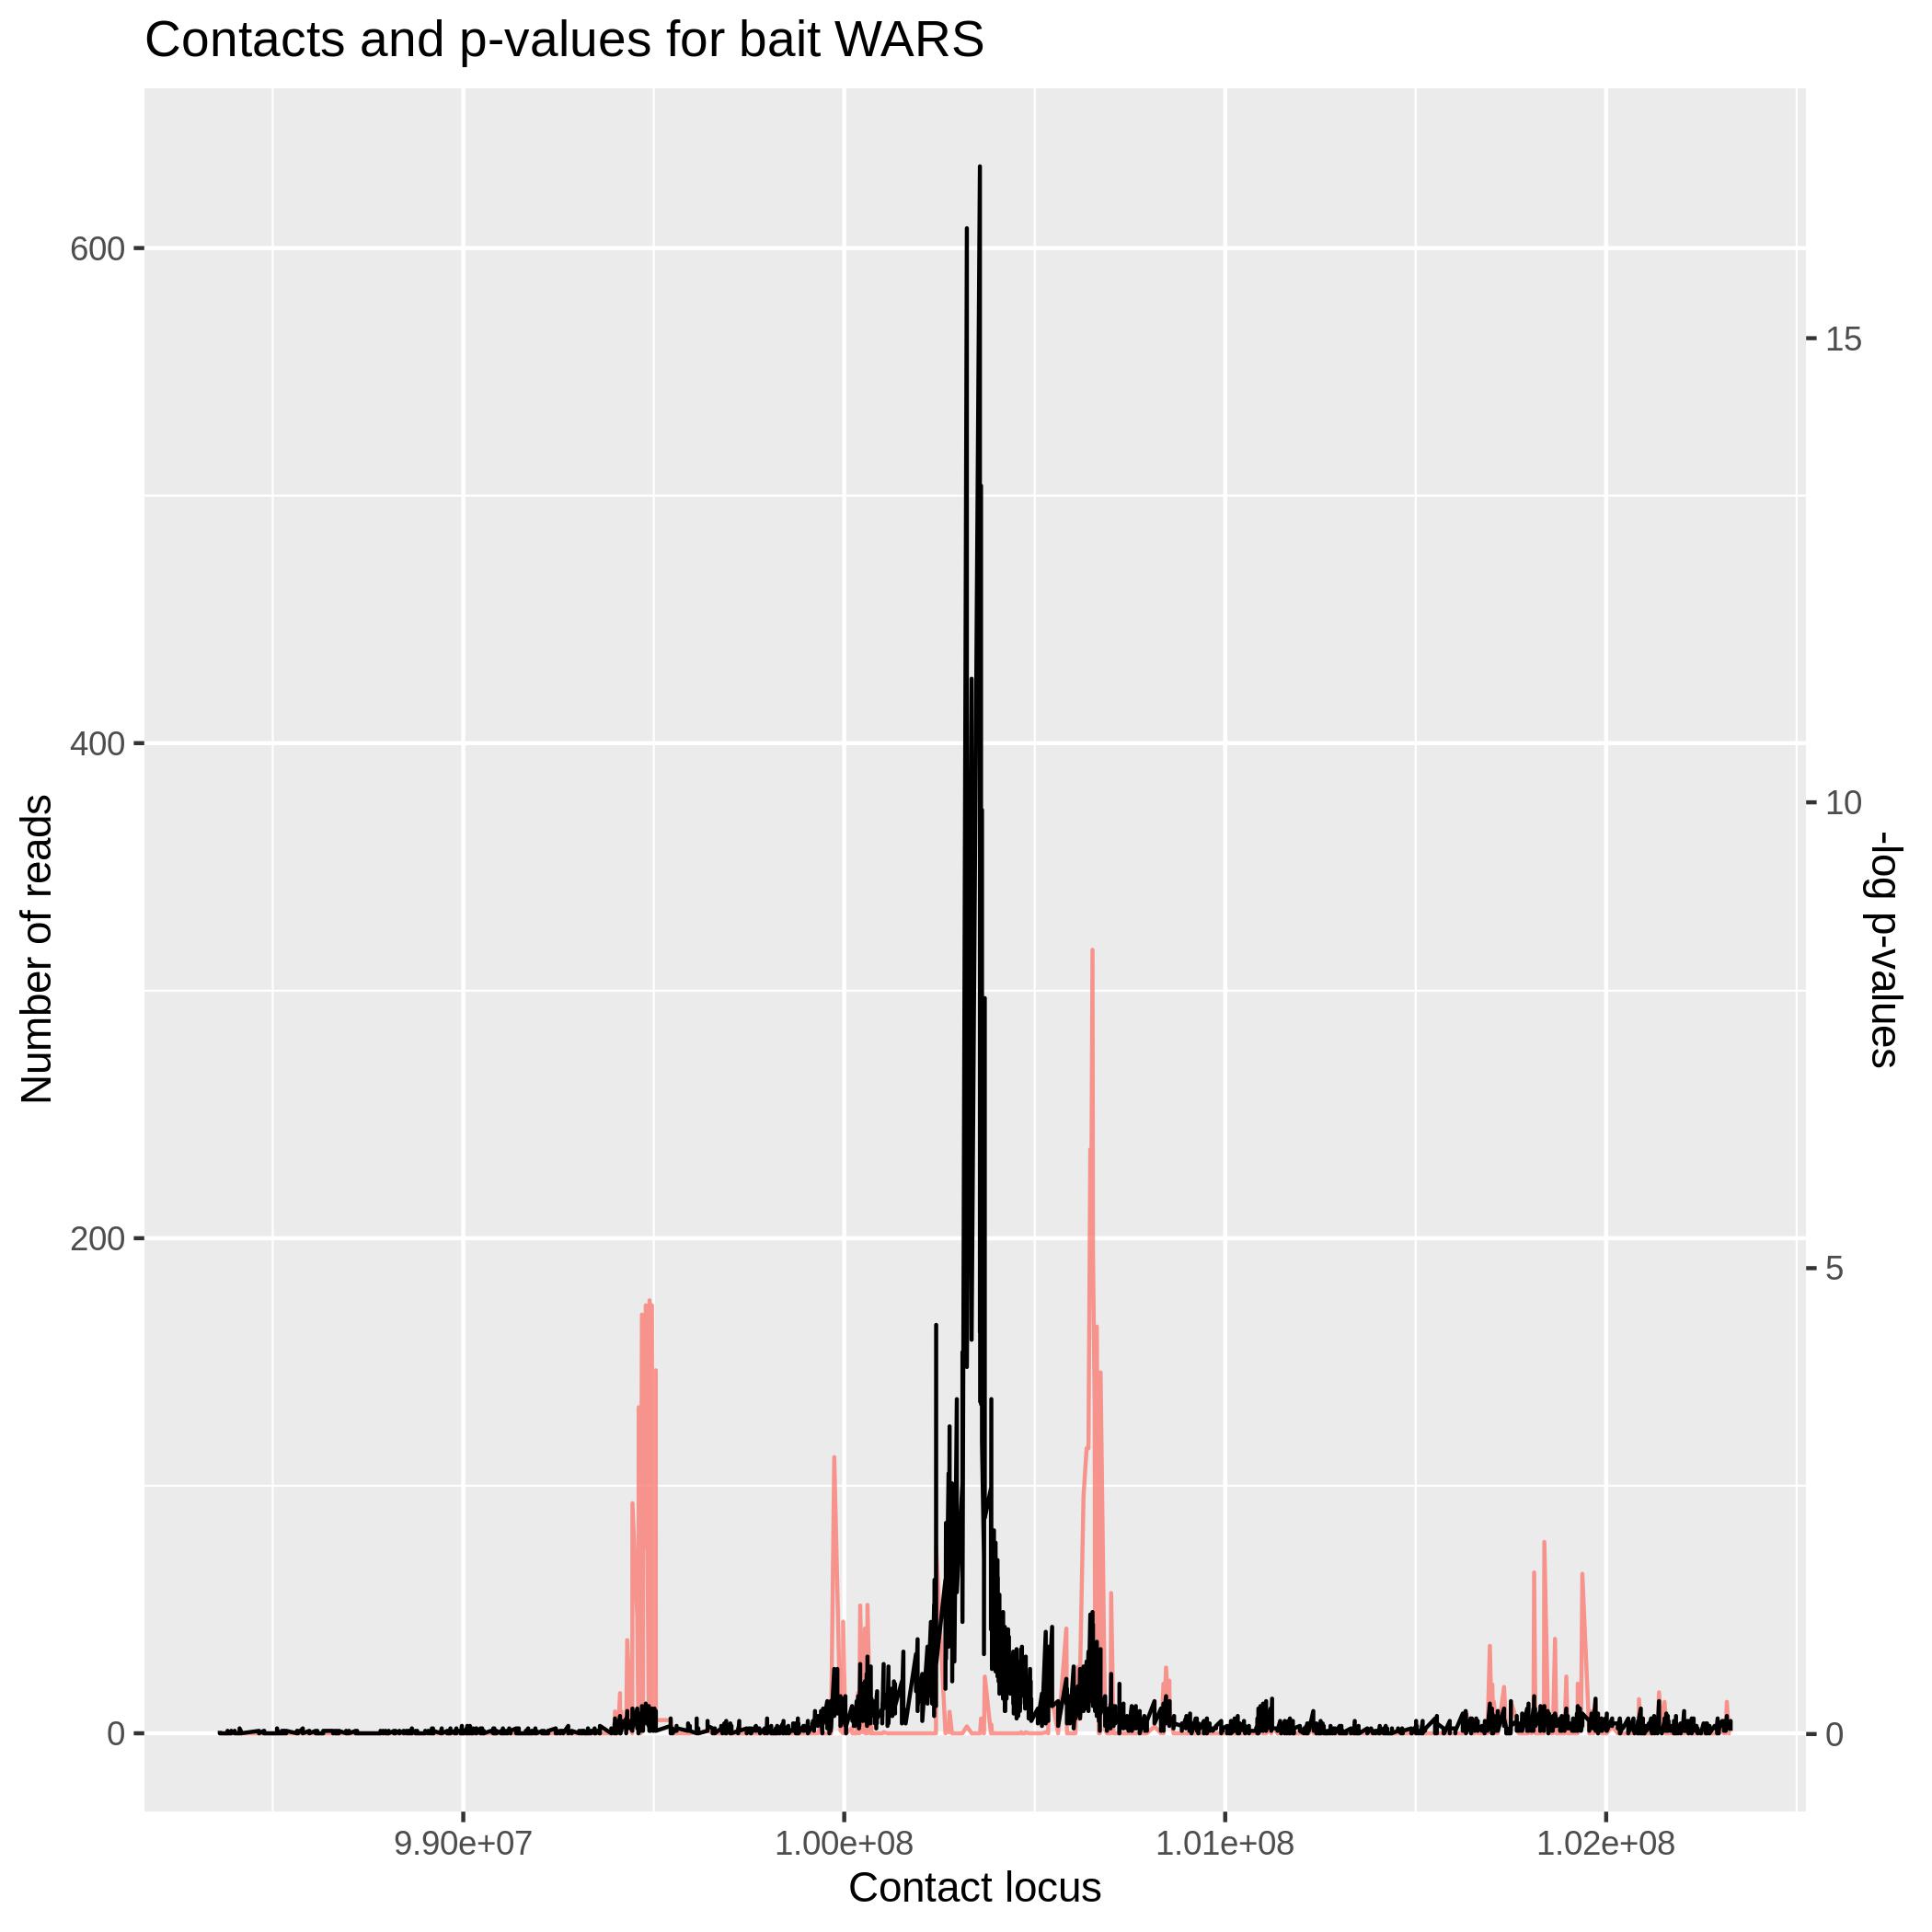 Contacts and p-values for bait WARS
600
400
200
0
15
10
5
0
Number of reads
-log p-values
9.90e+07
1.00e+08
1.01e+08
1.02e+08
Contact locus